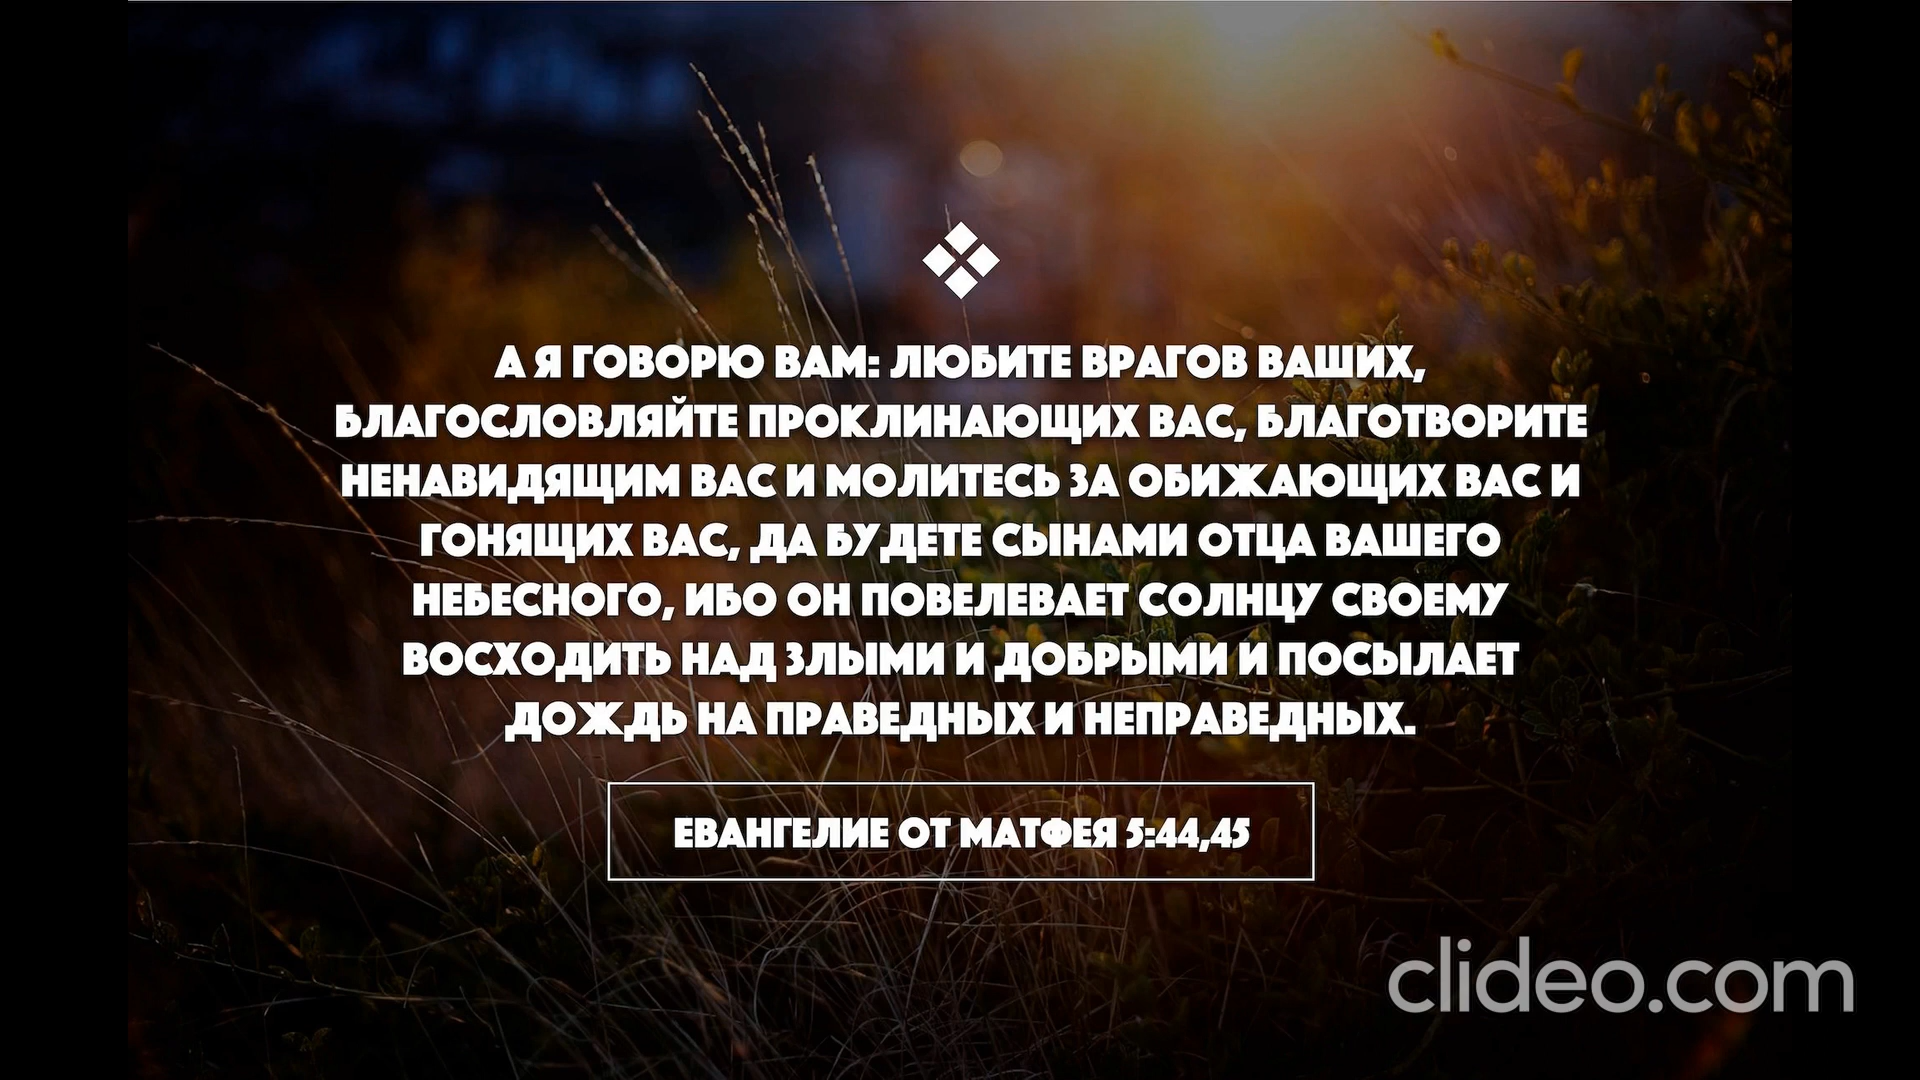 А Я ГОВОРЮ ВАМ: ЛЮБИТЕ ВРАГОВ ВАШИХ,
БЛАГОСЛОВЛЯЙТЕ ПРОКЛИНАЮЩИХ ВАС, БЛАГОТВОРИТЕ
НЕНАВИДЯЩИМ ВАС И МОЛИТЕСЬ ЗА ОБИЖАЮЩИХ ВАС И
ГОНЯЩИХ ВАС, ДА БУДЕТЕ СЫНАМИ ОТЦА ВАШЕГО
НЕБЕСНОГО, ИБО ОН ПОВЕЛЕВАЕТ СОЛНЦУ СВОЕМУ
ВОСХОДИТЬ НАД ЗЛЫМИ И ДОБРЫМИ И ПОСЫЛАЕТ
ДОЖДЬ НА ПРАВЕДНЫХ И НЕПРАВЕДНЫХ.
ЕВАНГЕЛИЕ ОТ МАТФЕЯ 5:44,45
clideo.com